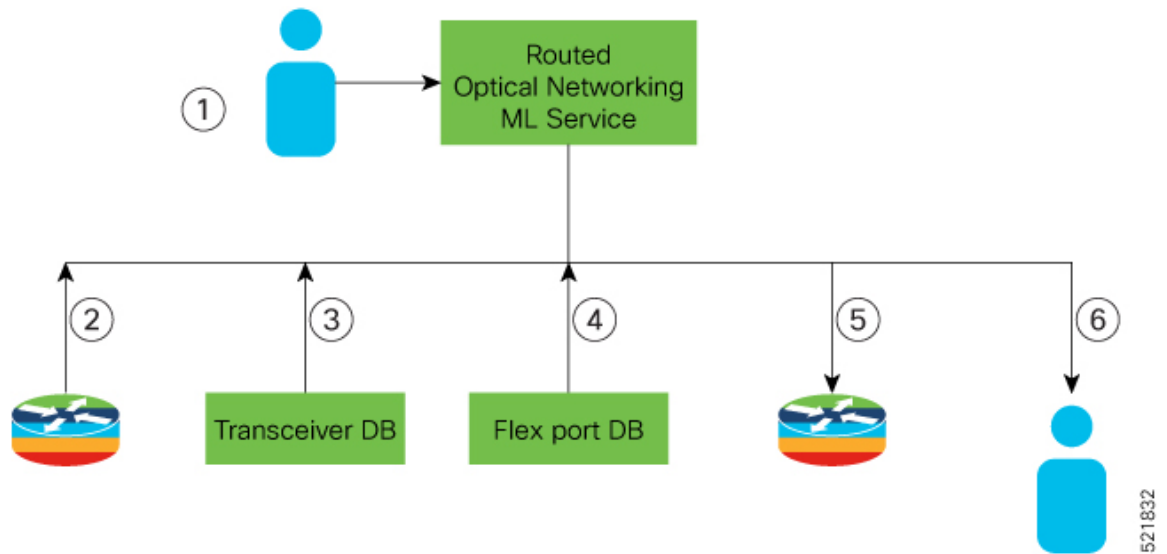 Routed
Optical Networking
ML Service
1
2
3
4
5
6
Transceiver DB
Flex port DB
521832